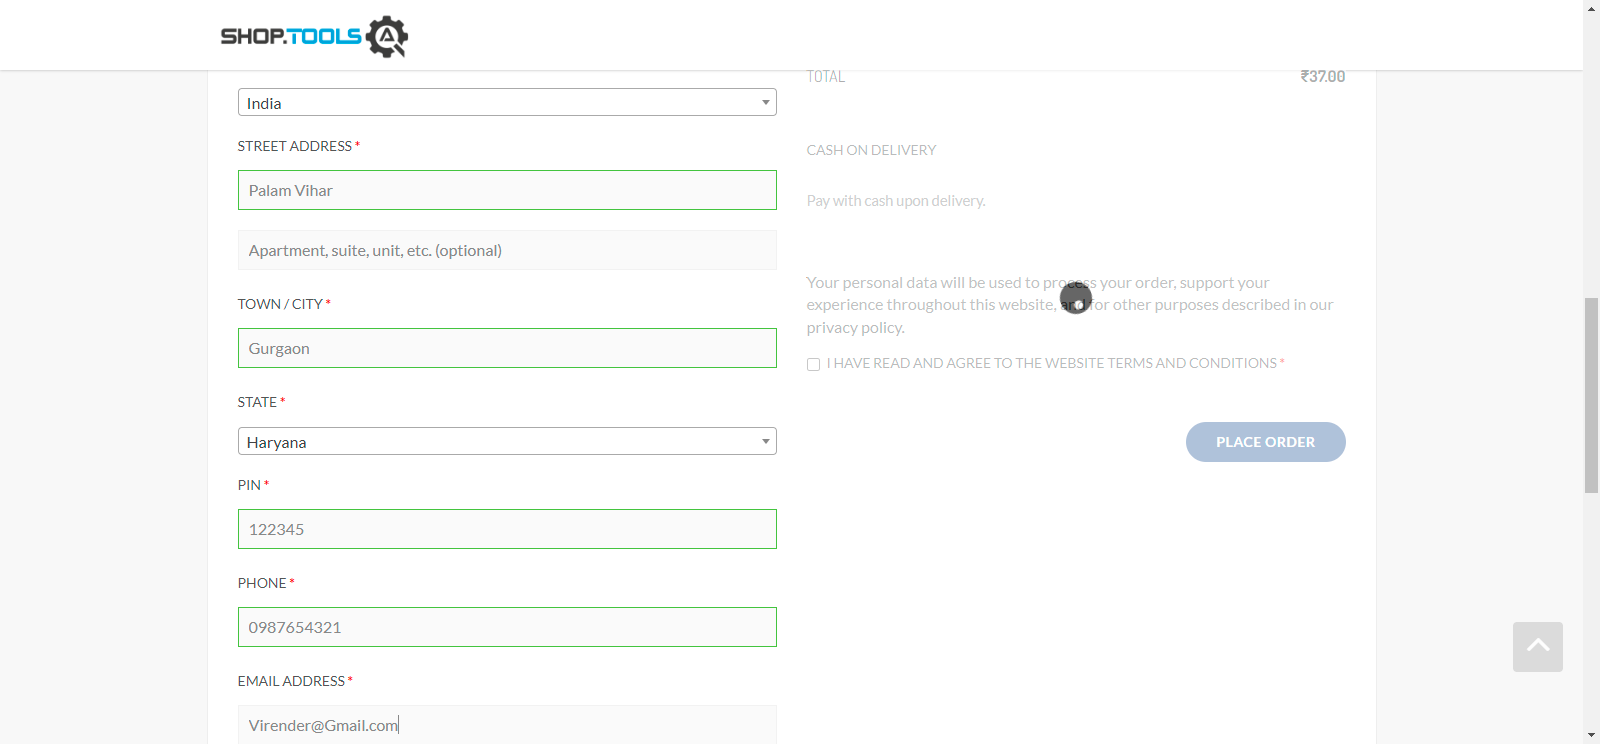 SHOP.TOOLS
India
STREET ADDRESS *
Palam Vihar
Apartment, suite, unit, etc. (optional)
TOWN / CITY *
Gurgaon
STATE *
Haryana
PIN *
122345
PHONE *
0987654321
EMAIL ADDRESS *
Virender@Gmail.com
TOTAL ₹37.00
CASH ON DELIVERY
Pay with cash upon delivery.
Your personal data will be used to process your order, support your
experience throughout this website, and for other purposes described in our
privacy policy.
I HAVE READ AND AGREE TO THE WEBSITE TERMS AND CONDITIONS *
PLACE ORDER